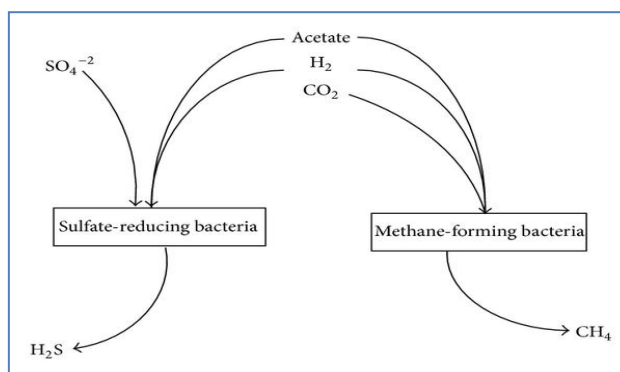 Acetate
H₂
CO₂
SO₄⁻²
Sulfate-reducing bacteria
Methane-forming bacteria
H₂S
CH₄